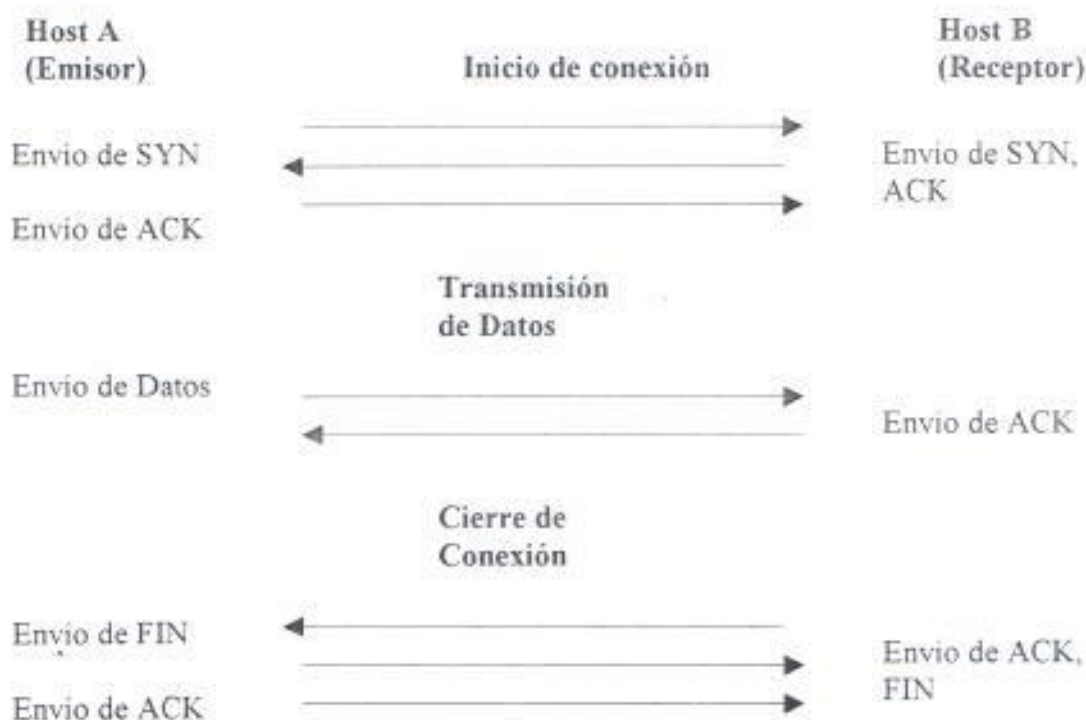 Host A
(Emisor)
Inicio de conexión
Host B
(Receptor)
Envio de SYN
Envio de SYN,
ACK
Envio de ACK
Transmisión
de Datos
Envio de Datos
Envio de ACK
Cierre de
Conexión
Envio de FIN
Envio de ACK,
FIN
Envio de ACK